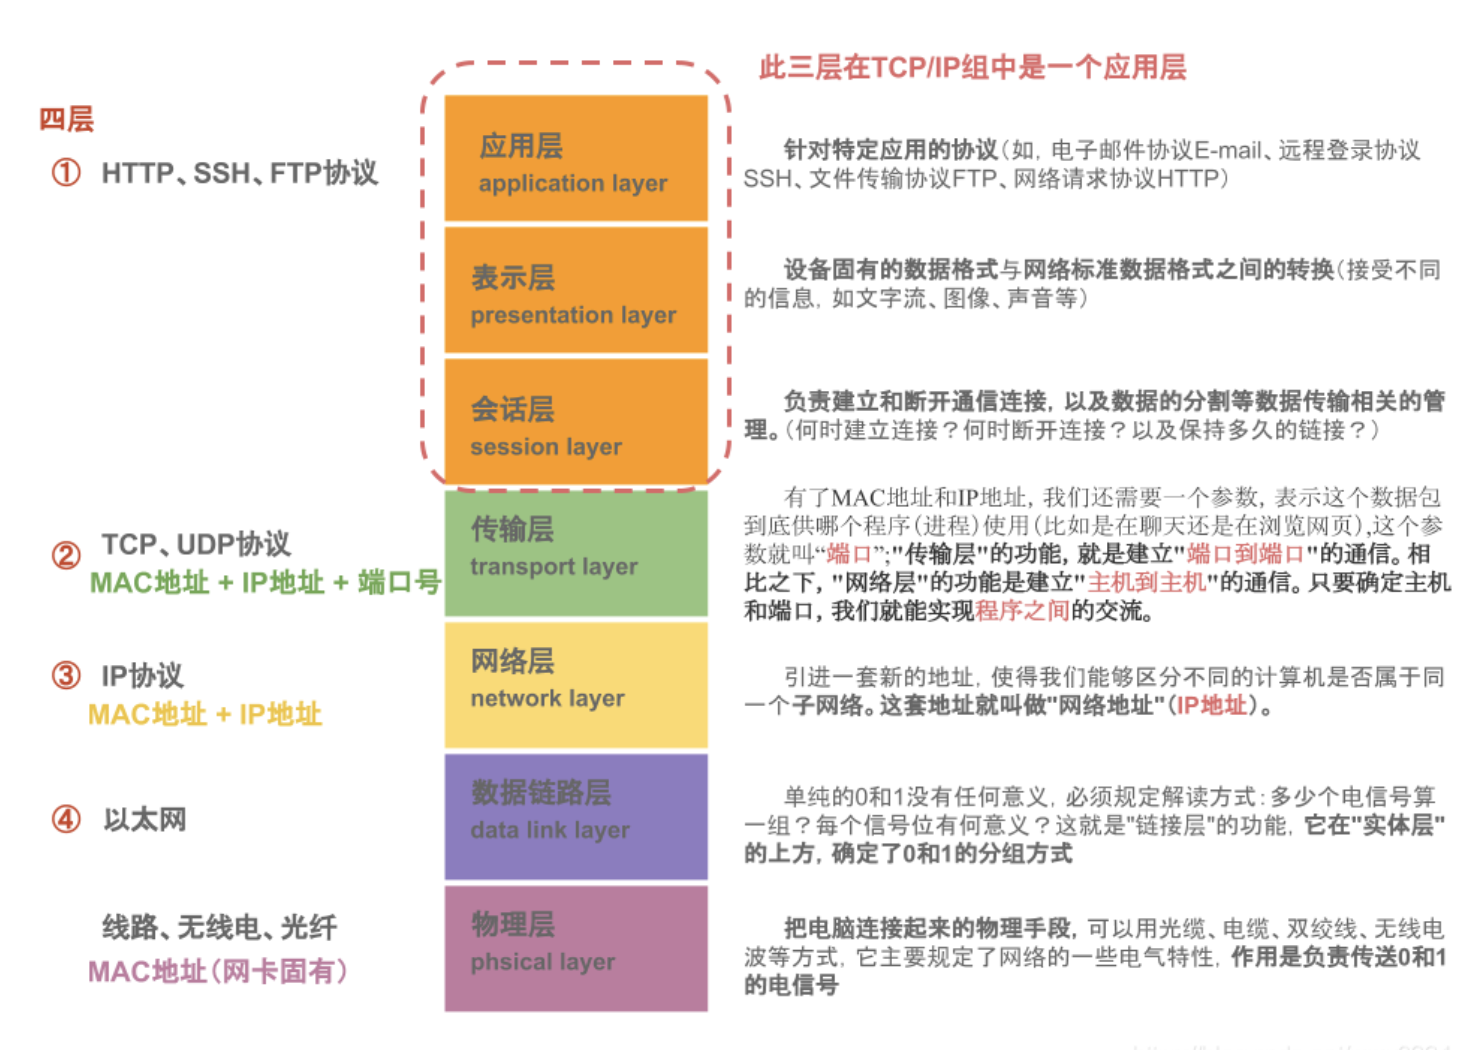 此三层在TCP/IP组中是一个应用层
四层
① HTTP、SSH、FTP协议
应用层
application layer
针对特定应用的协议（如，电子邮件协议E-mail、远程登录协议
SSH、文件传输协议FTP、网络请求协议HTTP）
表示层
presentation layer
设备固有的数据格式与网络标准数据格式之间的转换（接受不同
的信息，如文字流、图像、声音等）
会话层
session layer
负责建立和断开通信连接，以及数据的分割等数据传输相关的管
理。（何时建立连接？何时断开连接？以及保持多久的链接？）
② TCP、UDP协议
MAC地址 + IP地址 + 端口号
传输层
transport layer
有了MAC地址和IP地址，我们还需要一个参数，表示这个数据包
到底供哪个程序（进程）使用（比如是在聊天还是在浏览网页）,这个参
数就叫“端口”;"传输层"的功能，就是建立"端口到端口"的通信。相
比之下，"网络层"的功能是建立"主机到主机"的通信。只要确定主机
和端口，我们就能实现程序之间的交流。
③ IP协议
MAC地址 + IP地址
网络层
network layer
引进一套新的地址，使得我们能够区分不同的计算机是否属于同
一个子网络。这套地址就叫做"网络地址"（IP地址）。
④ 以太网
数据链路层
data link layer
单纯的0和1没有任何意义，必须规定解读方式：多少个电信号算
一组？每个信号位有何意义？这就是"链接层"的功能，它在"实体层"
的上方，确定了0和1的分组方式
线路、无线电、光纤
MAC地址（网卡固有）
物理层
phsical layer
把电脑连接起来的物理手段，可以用光缆、电缆、双绞线、无线电
波等方式，它主要规定了网络的一些电气特性，作用是负责传送0和1
的电信号